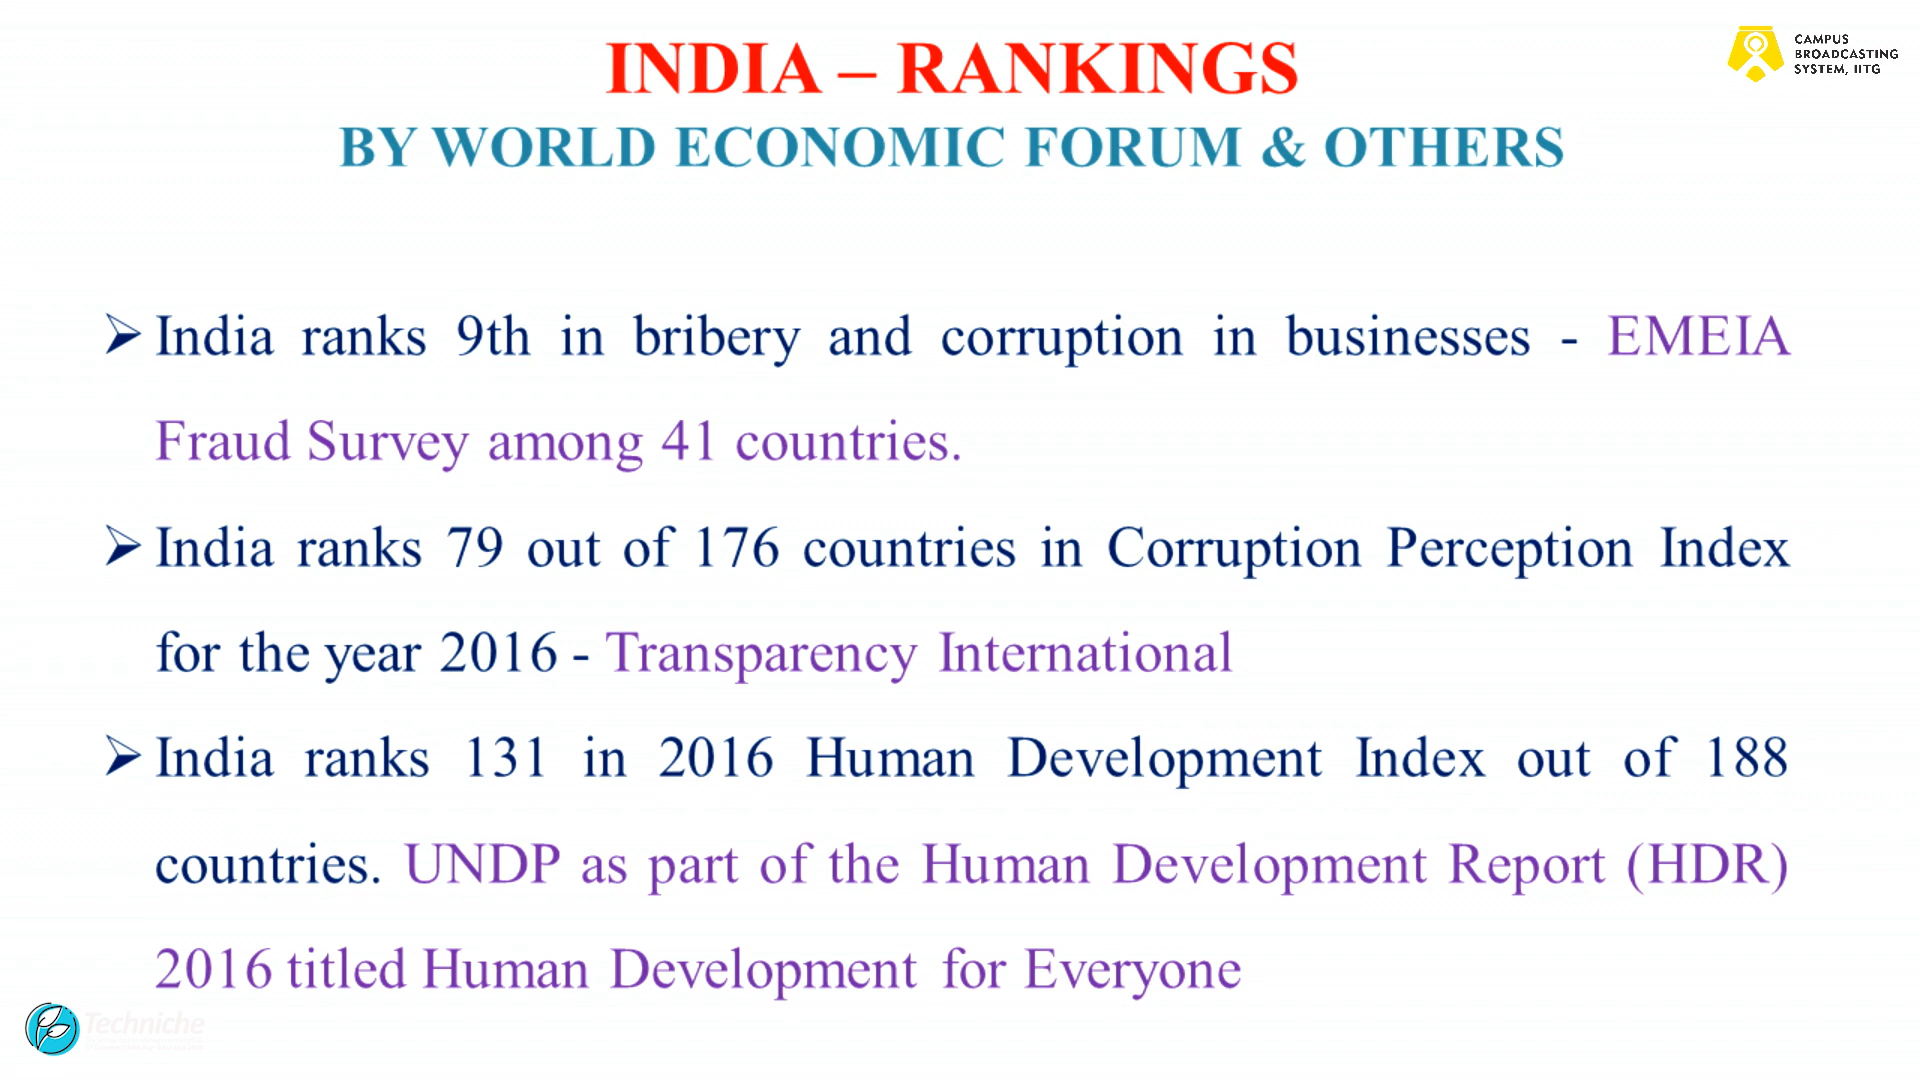 INDIA – RANKINGS
BY WORLD ECONOMIC FORUM & OTHERS
CAMPUS
BROADCASTING
SYSTEM, IITG
➢ India ranks 9th in bribery and corruption in businesses - EMEIA
Fraud Survey among 41 countries.
➢ India ranks 79 out of 176 countries in Corruption Perception Index
for the year 2016 - Transparency International
➢ India ranks 131 in 2016 Human Development Index out of 188
countries. UNDP as part of the Human Development Report (HDR)
2016 titled Human Development for Everyone
Techniche